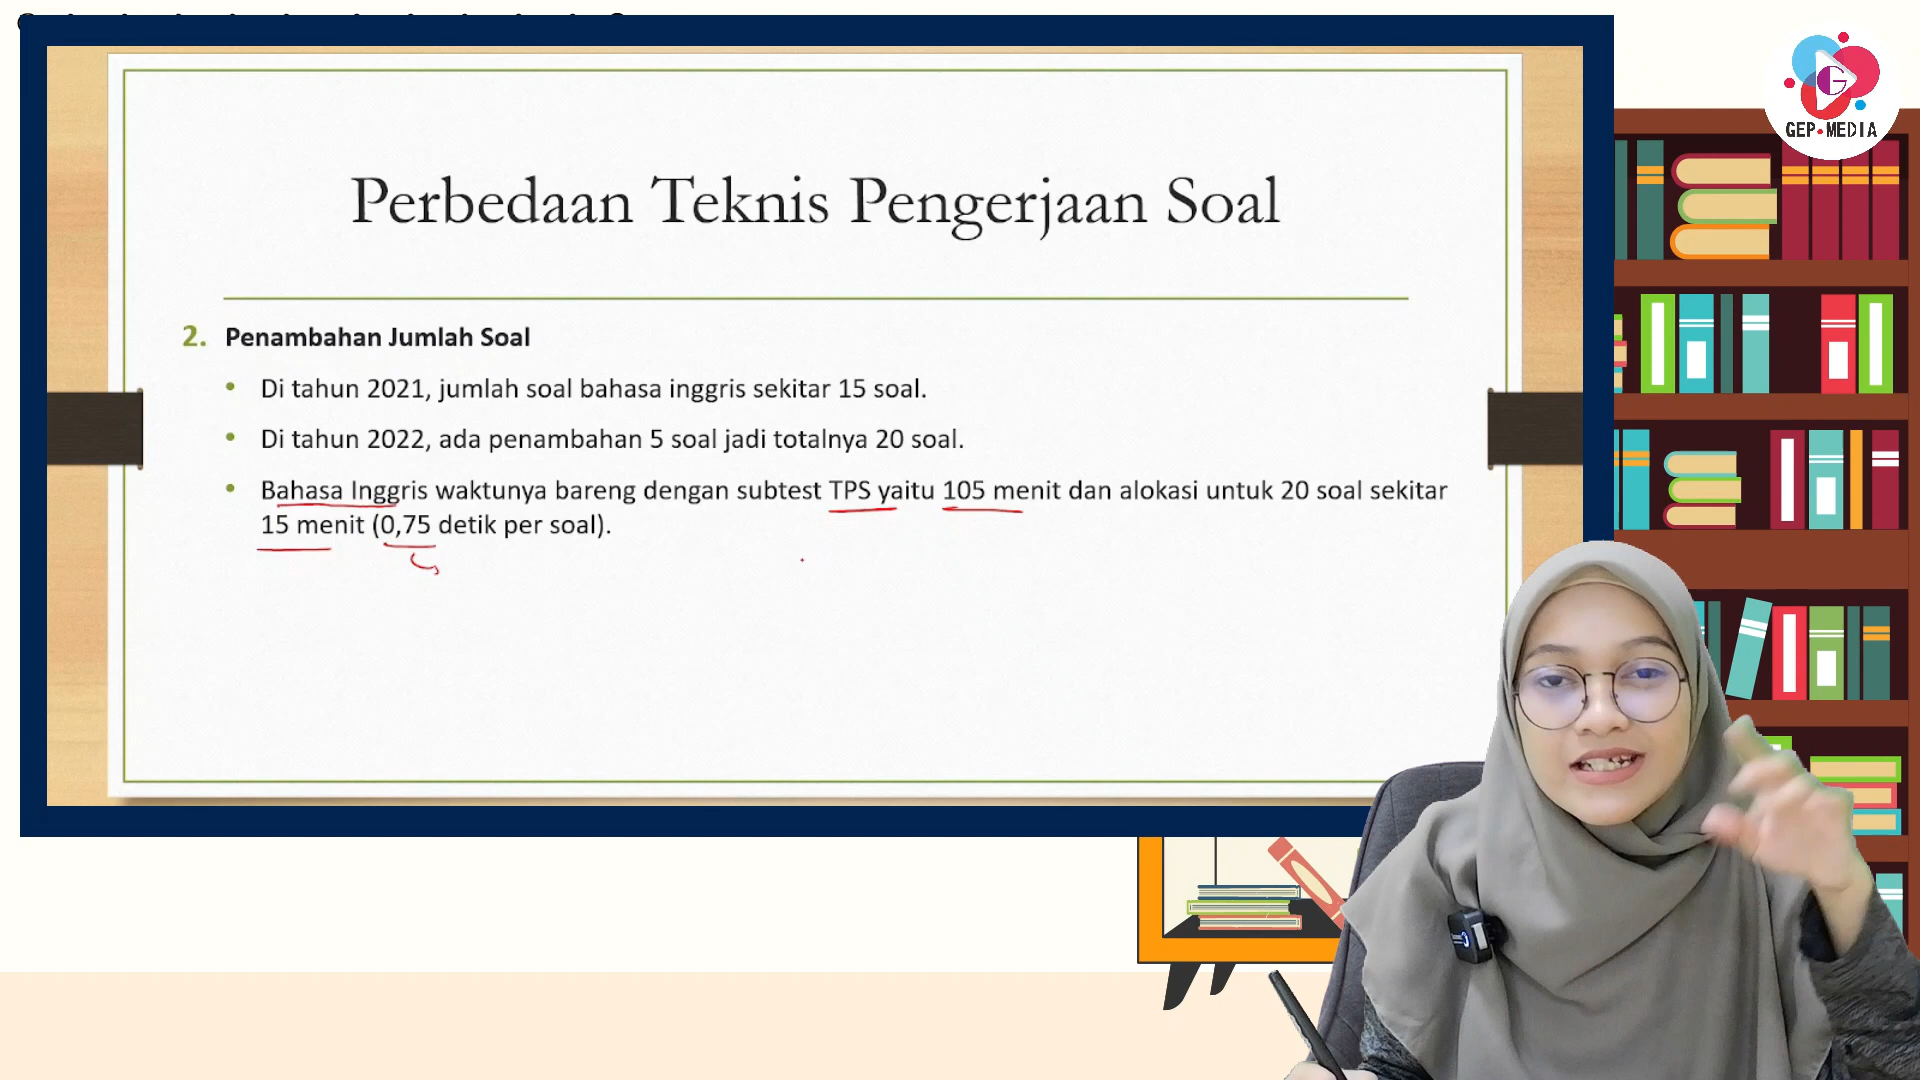 GEP•MEDIA
Perbedaan Teknis Pengerjaan Soal
2. Penambahan Jumlah Soal
• Di tahun 2021, jumlah soal bahasa inggris sekitar 15 soal.
• Di tahun 2022, ada penambahan 5 soal jadi totalnya 20 soal.
• Bahasa Inggris waktunya bareng dengan subtest TPS yaitu 105 menit dan alokasi untuk 20 soal sekitar
15 menit (0,75 detik per soal).